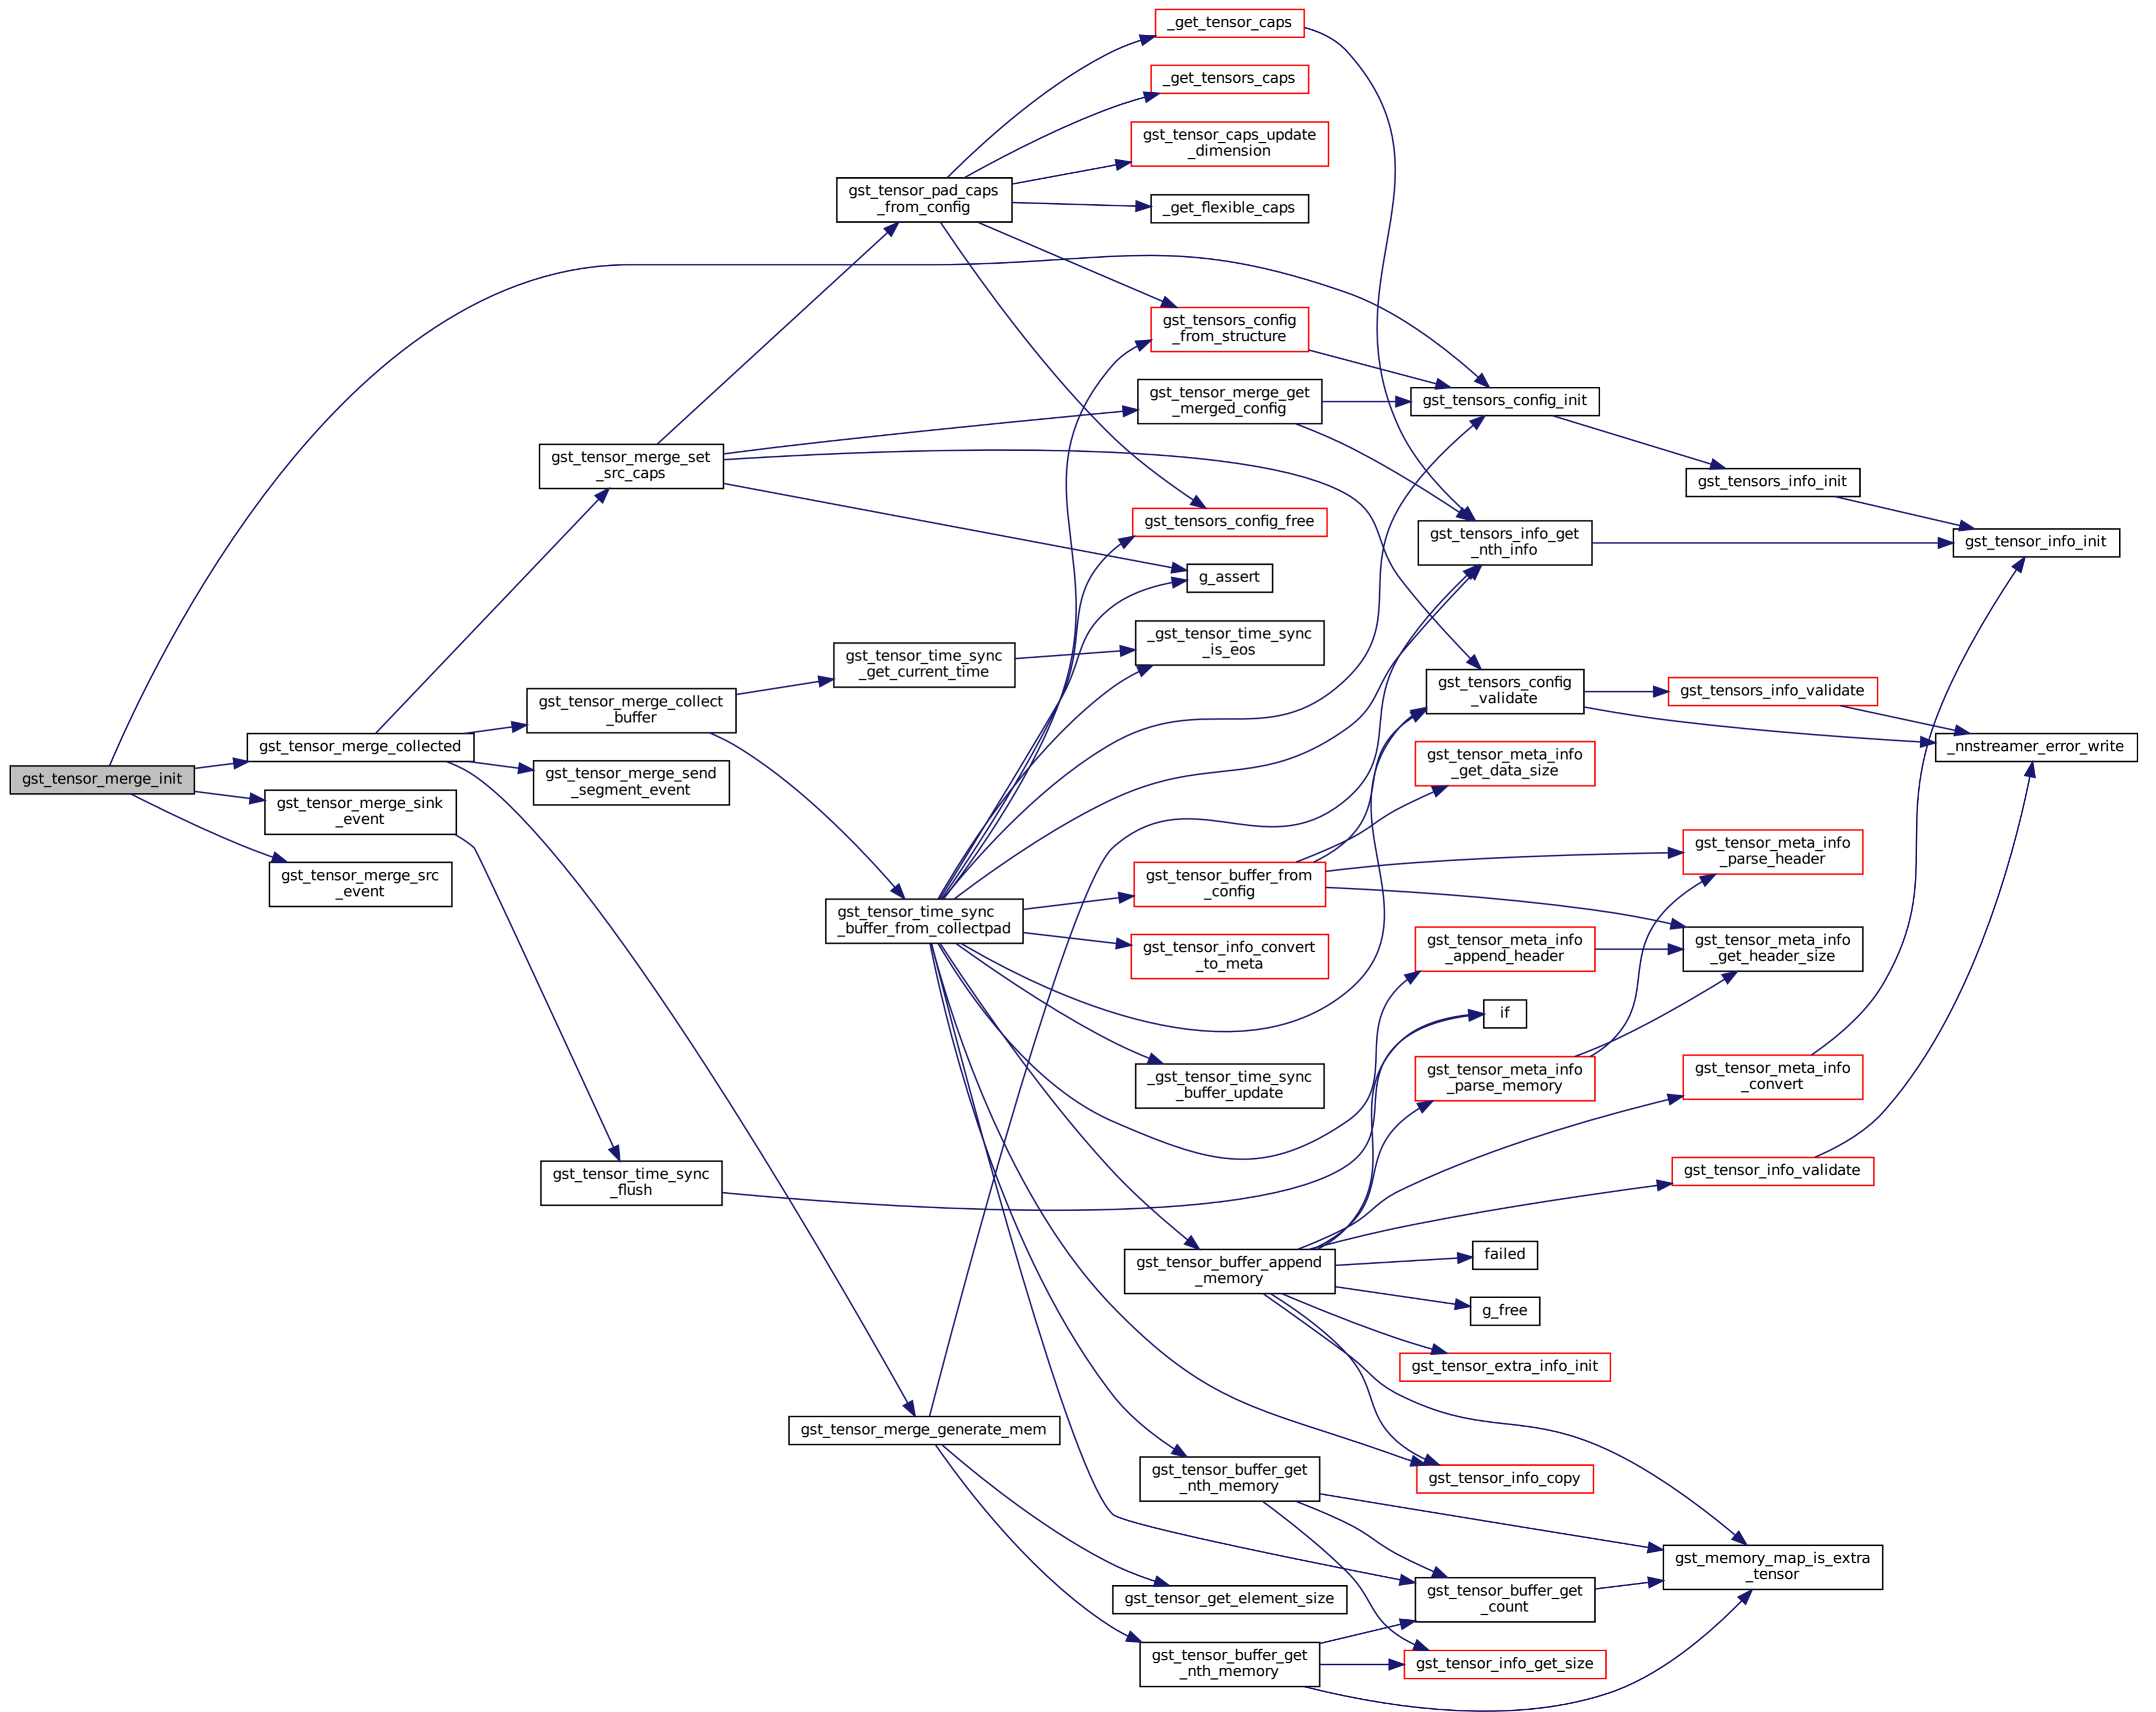 gst_tensor_merge_init
gst_tensor_merge_collected
gst_tensor_merge_sink
_event
gst_tensor_merge_src
_event
gst_tensor_merge_set
_src_caps
gst_tensor_merge_collect
_buffer
gst_tensor_merge_send
_segment_event
gst_tensor_time_sync
_flush
gst_tensor_pad_caps
_from_config
gst_tensor_time_sync
_get_current_time
gst_tensor_time_sync
_buffer_from_collectpad
gst_tensor_merge_generate_mem
_get_tensor_caps
_get_tensors_caps
gst_tensor_caps_update
_dimension
_get_flexible_caps
gst_tensors_config
_from_structure
gst_tensor_merge_get
_merged_config
gst_tensors_config_free
g_assert
_gst_tensor_time_sync
_is_eos
gst_tensor_buffer_from
_config
gst_tensor_info_convert
_to_meta
_gst_tensor_time_sync
_buffer_update
gst_tensor_buffer_append
_memory
gst_tensor_buffer_get
_nth_memory
gst_tensor_get_element_size
gst_tensor_buffer_get
_nth_memory
gst_tensors_config_init
gst_tensors_info_get
_nth_info
gst_tensors_config
_validate
gst_tensor_meta_info
_get_data_size
gst_tensor_meta_info
_append_header
if
gst_tensor_meta_info
_parse_memory
failed
g_free
gst_tensor_extra_info_init
gst_tensor_info_copy
gst_tensor_buffer_get
_count
gst_tensor_info_get_size
gst_tensors_info_init
gst_tensors_info_validate
gst_tensor_meta_info
_parse_header
gst_tensor_meta_info
_get_header_size
gst_tensor_meta_info
_convert
gst_tensor_info_validate
gst_memory_map_is_extra
_tensor
gst_tensor_info_init
_nnstreamer_error_write